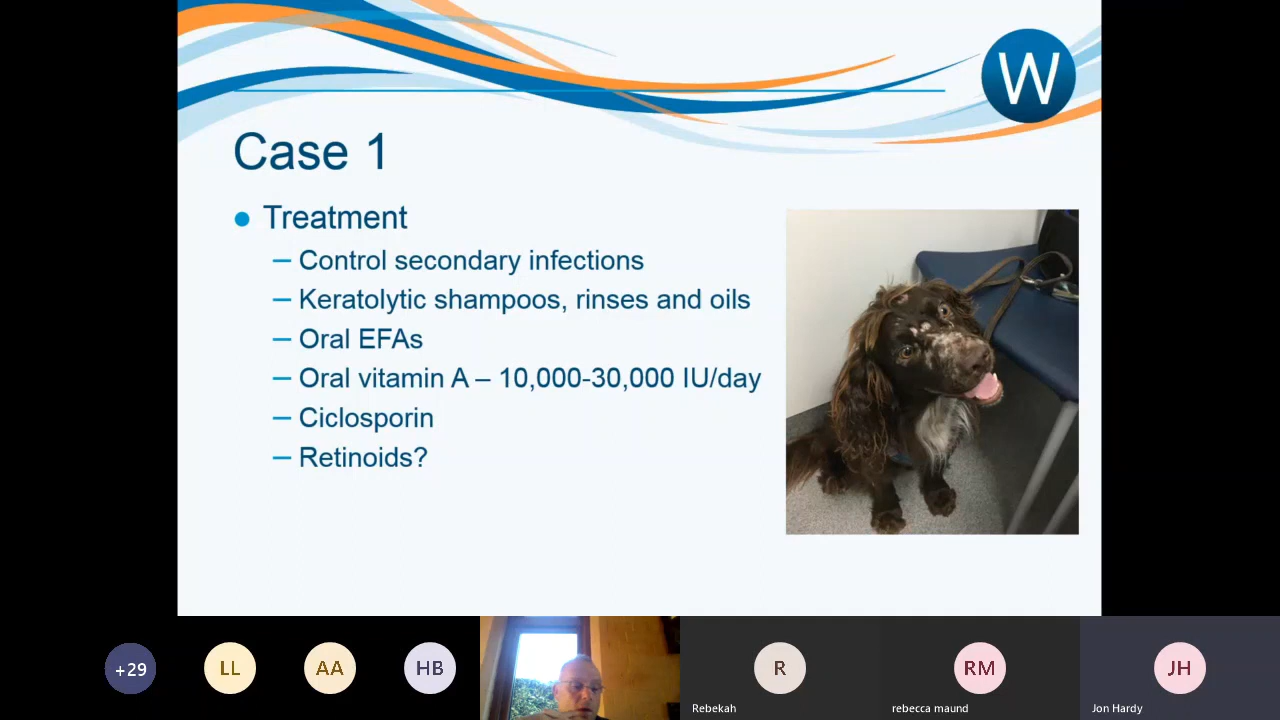 W
Case 1
Treatment
– Control secondary infections
– Keratolytic shampoos, rinses and oils
– Oral EFAs
– Oral vitamin A – 10,000-30,000 IU/day
– Ciclosporin
– Retinoids?
+29
LL
AA
HB
R
RM
JH
Rebekah
rebecca maund
Jon Hardy